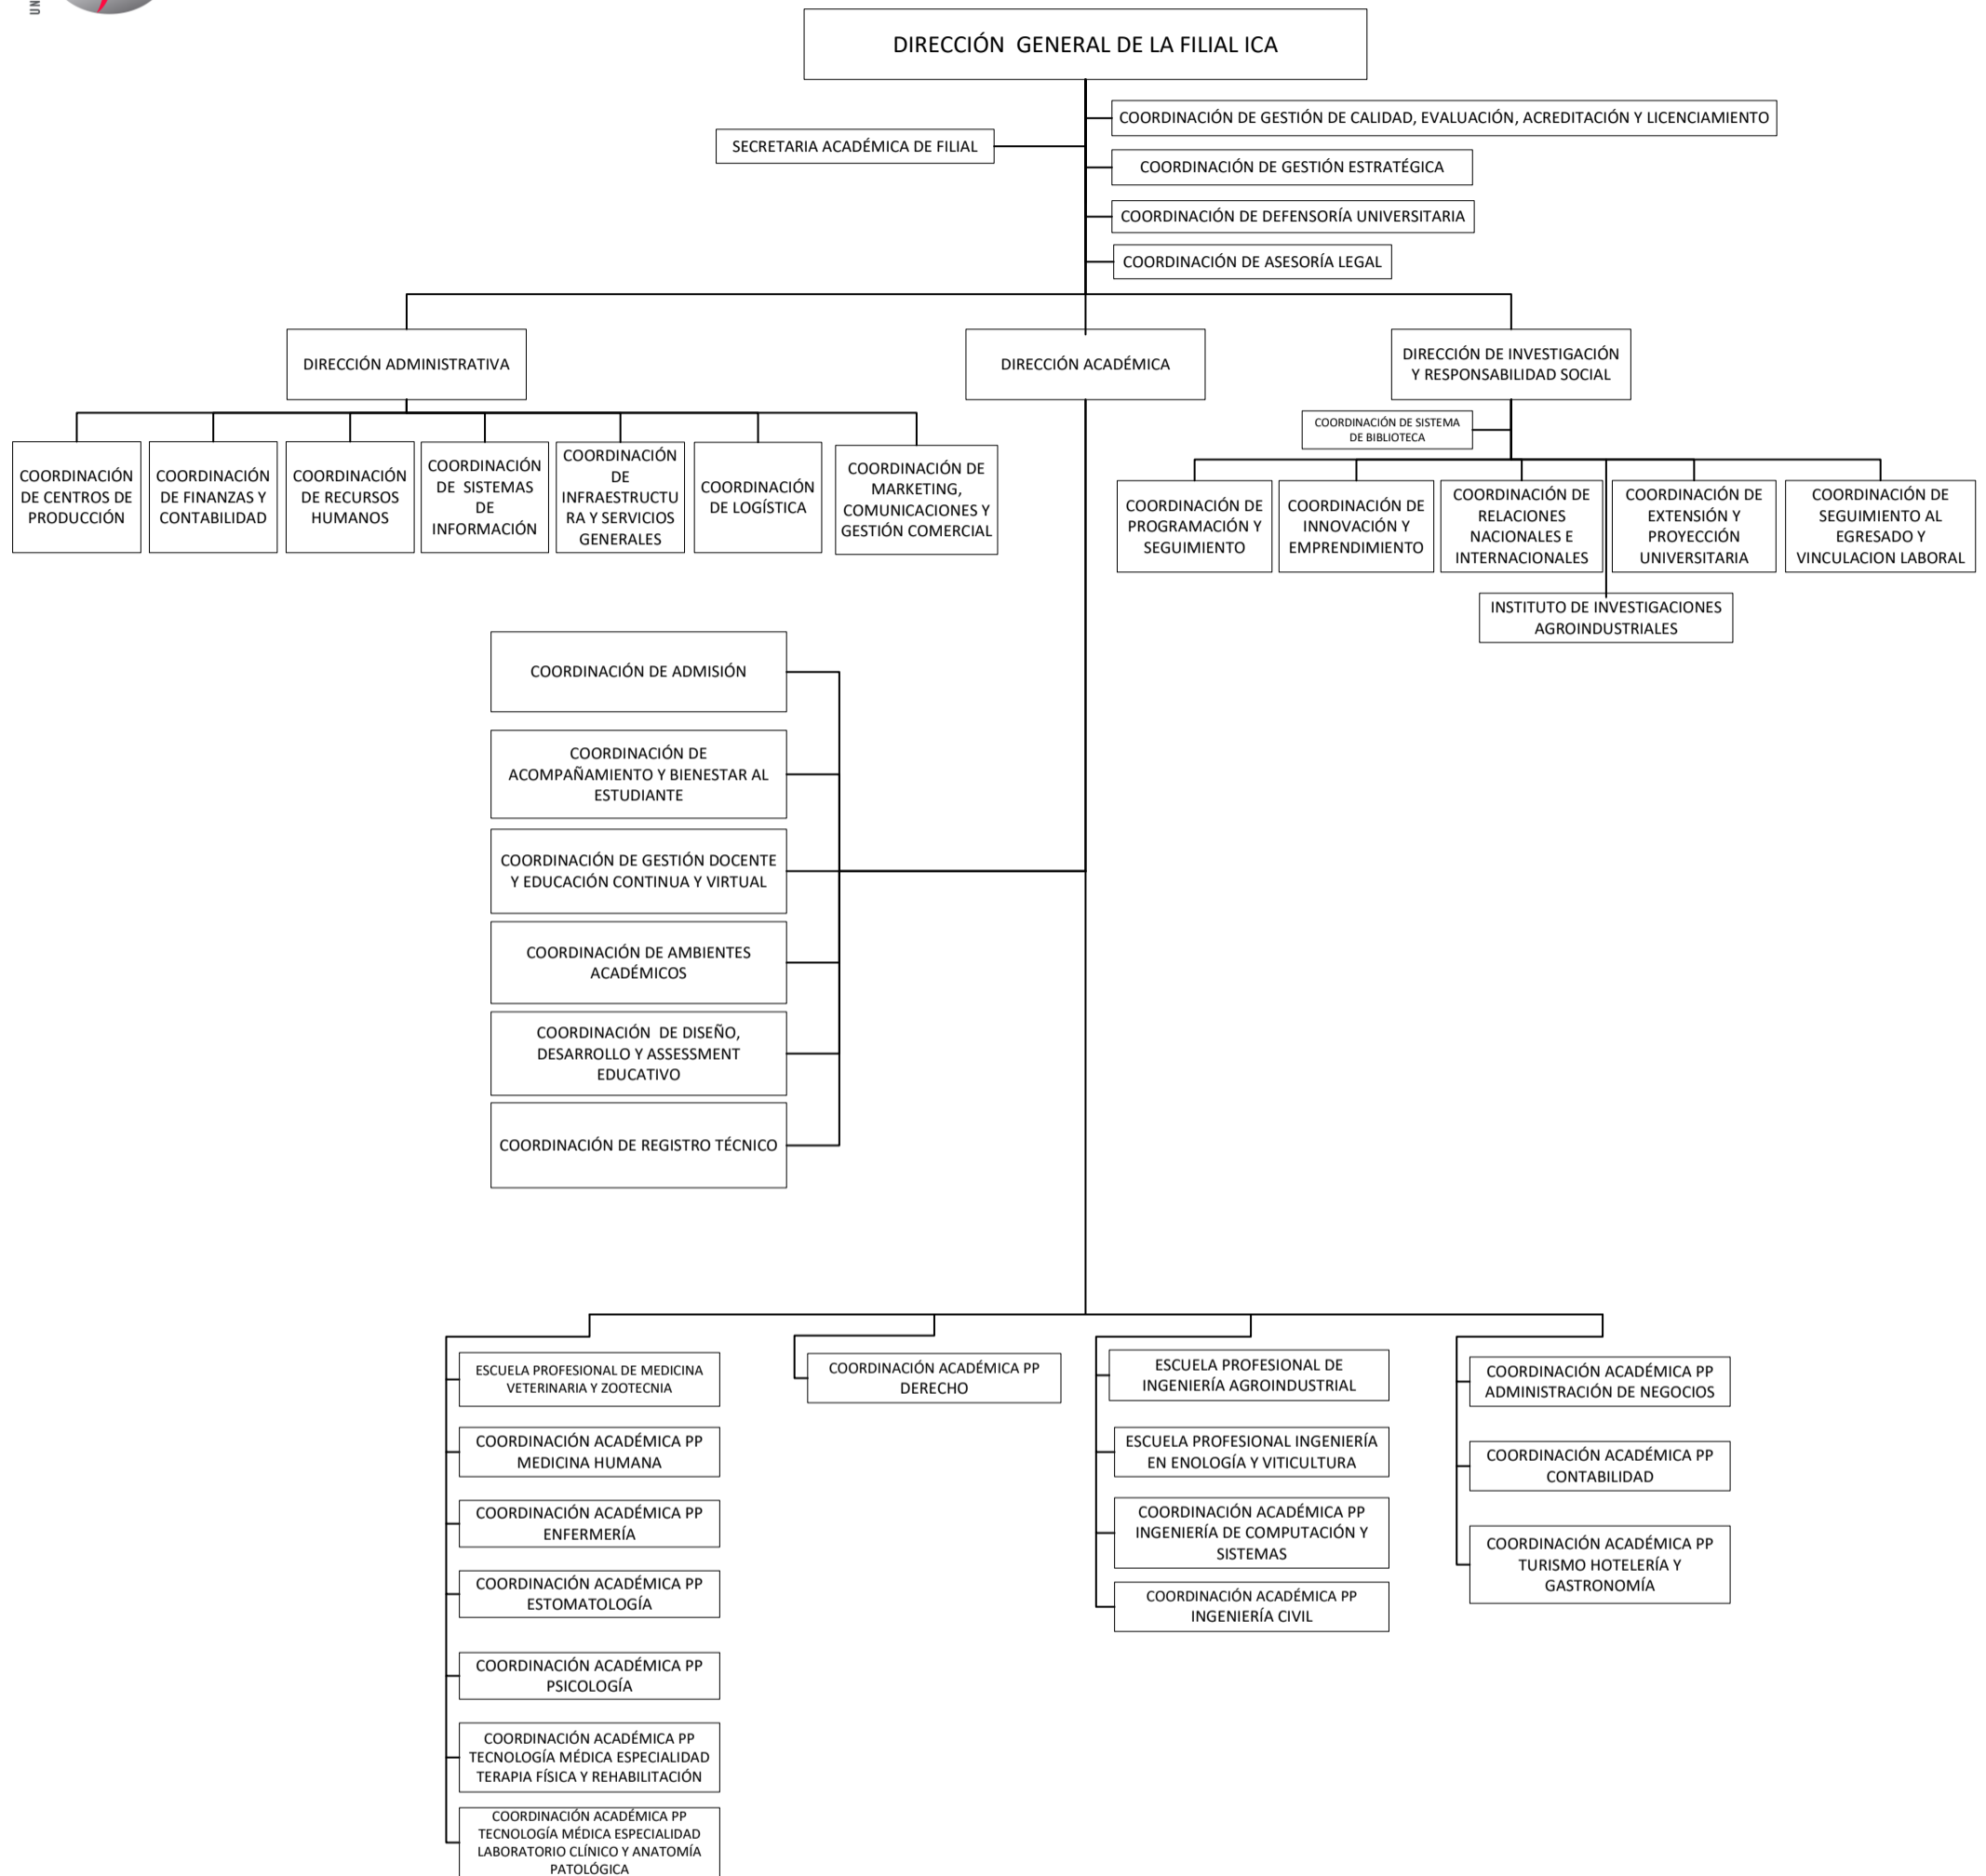 UN
DIRECCIÓN GENERAL DE LA FILIAL ICA
COORDINACIÓN DE GESTIÓN DE CALIDAD, EVALUACIÓN, ACREDITACIÓN Y LICENCIAMIENTO
SECRETARIA ACADÉMICA DE FILIAL
COORDINACIÓN DE GESTIÓN ESTRATÉGICA
COORDINACIÓN DE DEFENSORÍA UNIVERSITARIA
COORDINACIÓN DE ASESORÍA LEGAL
DIRECCIÓN ADMINISTRATIVA
DIRECCIÓN ACADÉMICA
DIRECCIÓN DE INVESTIGACIÓN
Y RESPONSABILIDAD SOCIAL
COORDINACIÓN DE SISTEMA
DE BIBLIOTECA
COORDINACIÓN
DE CENTROS DE
PRODUCCIÓN
COORDINACIÓN
DE FINANZAS Y
CONTABILIDAD
COORDINACIÓN
DE RECURSOS
HUMANOS
COORDINACIÓN
DE SISTEMAS
DE
INFORMACIÓN
COORDINACIÓN
DE
INFRAESTRUCTU
RA Y SERVICIOS
GENERALES
COORDINACIÓN
DE LOGÍSTICA
COORDINACIÓN DE
MARKETING,
COMUNICACIONES Y
GESTIÓN COMERCIAL
COORDINACIÓN DE
PROGRAMACIÓN Y
SEGUIMIENTO
COORDINACIÓN DE
INNOVACIÓN Y
EMPRENDIMIENTO
COORDINACIÓN DE
RELACIONES
NACIONALES E
INTERNACIONALES
COORDINACIÓN DE
EXTENSIÓN Y
PROYECCIÓN
UNIVERSITARIA
COORDINACIÓN DE
SEGUIMIENTO AL
EGRESADO Y
VINCULACION LABORAL
INSTITUTO DE INVESTIGACIONES
AGROINDUSTRIALES
COORDINACIÓN DE ADMISIÓN
COORDINACIÓN DE
ACOMPAÑAMIENTO Y BIENESTAR AL
ESTUDIANTE
COORDINACIÓN DE GESTIÓN DOCENTE
Y EDUCACIÓN CONTINUA Y VIRTUAL
COORDINACIÓN DE AMBIENTES
ACADÉMICOS
COORDINACIÓN DE DISEÑO,
DESARROLLO Y ASSESSMENT
EDUCATIVO
COORDINACIÓN DE REGISTRO TÉCNICO
ESCUELA PROFESIONAL DE MEDICINA
VETERINARIA Y ZOOTECNIA
COORDINACIÓN ACADÉMICA PP
MEDICINA HUMANA
COORDINACIÓN ACADÉMICA PP
ENFERMERÍA
COORDINACIÓN ACADÉMICA PP
ESTOMATOLOGÍA
COORDINACIÓN ACADÉMICA PP
PSICOLOGÍA
COORDINACIÓN ACADÉMICA PP
TECNOLOGÍA MÉDICA ESPECIALIDAD
TERAPIA FÍSICA Y REHABILITACIÓN
COORDINACIÓN ACADÉMICA PP
TECNOLOGÍA MÉDICA ESPECIALIDAD
LABORATORIO CLÍNICO Y ANATOMÍA
PATOLÓGICA
COORDINACIÓN ACADÉMICA PP
DERECHO
ESCUELA PROFESIONAL DE
INGENIERÍA AGROINDUSTRIAL
ESCUELA PROFESIONAL INGENIERÍA
EN ENOLOGÍA Y VITICULTURA
COORDINACIÓN ACADÉMICA PP
INGENIERÍA DE COMPUTACIÓN Y
SISTEMAS
COORDINACIÓN ACADÉMICA PP
INGENIERÍA CIVIL
COORDINACIÓN ACADÉMICA PP
ADMINISTRACIÓN DE NEGOCIOS
COORDINACIÓN ACADÉMICA PP
CONTABILIDAD
COORDINACIÓN ACADÉMICA PP
TURISMO HOTELERÍA Y
GASTRONOMÍA